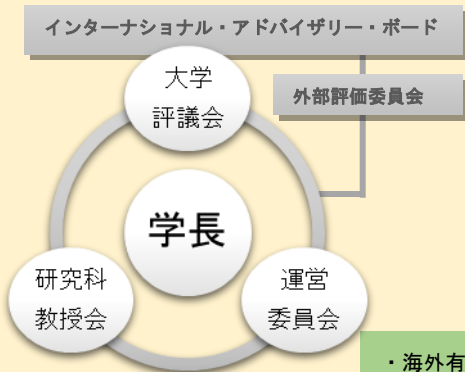 インターナショナル・アドバイザリー・ボード
外部評価委員会
大学
評議会
学長
研究科
教授会
運営
委員会
・海外有